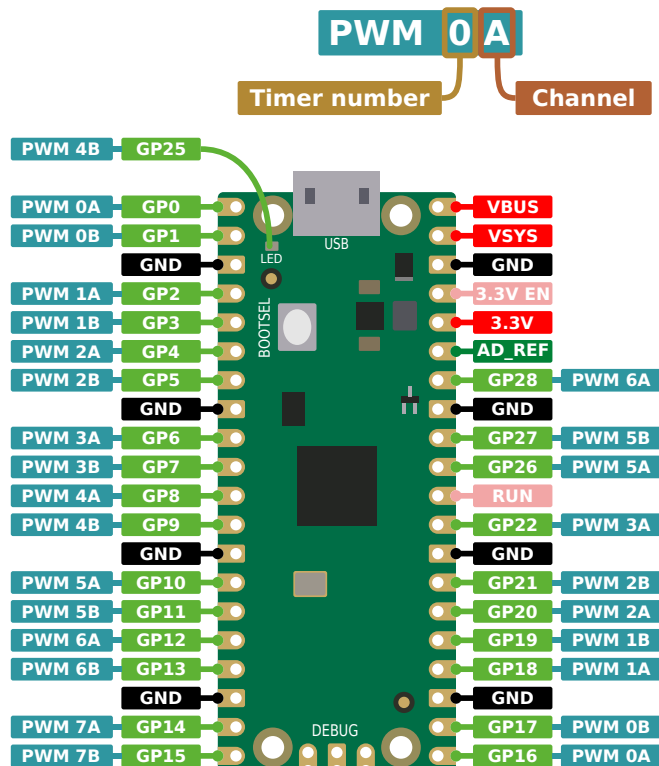 PWM 0 A
Timer number Channel
PWM 4B GP25
PWM 0A GP0 VBUS
USB
PWM 0B GP1 VSYS
LED
GND GND
PWM 1A GP2 3.3V EN
BOOTSEL
PWM 1B GP3 3.3V
PWM 2A GP4 AD_REF
PWM 2B GP5 GP28 PWM 6A
GND GND
PWM 3A GP6 GP27 PWM 5B
PWM 3B GP7 GP26 PWM 5A
PWM 4A GP8 RUN
PWM 4B GP9 GP22 PWM 3A
GND GND
PWM 5A GP10 GP21 PWM 2B
PWM 5B GP11 GP20 PWM 2A
PWM 6A GP12 GP19 PWM 1B
PWM 6B GP13 GP18 PWM 1A
GND GND
PWM 7A GP14 DEBUG GP17 PWM 0B
PWM 7B GP15 GP16 PWM 0A